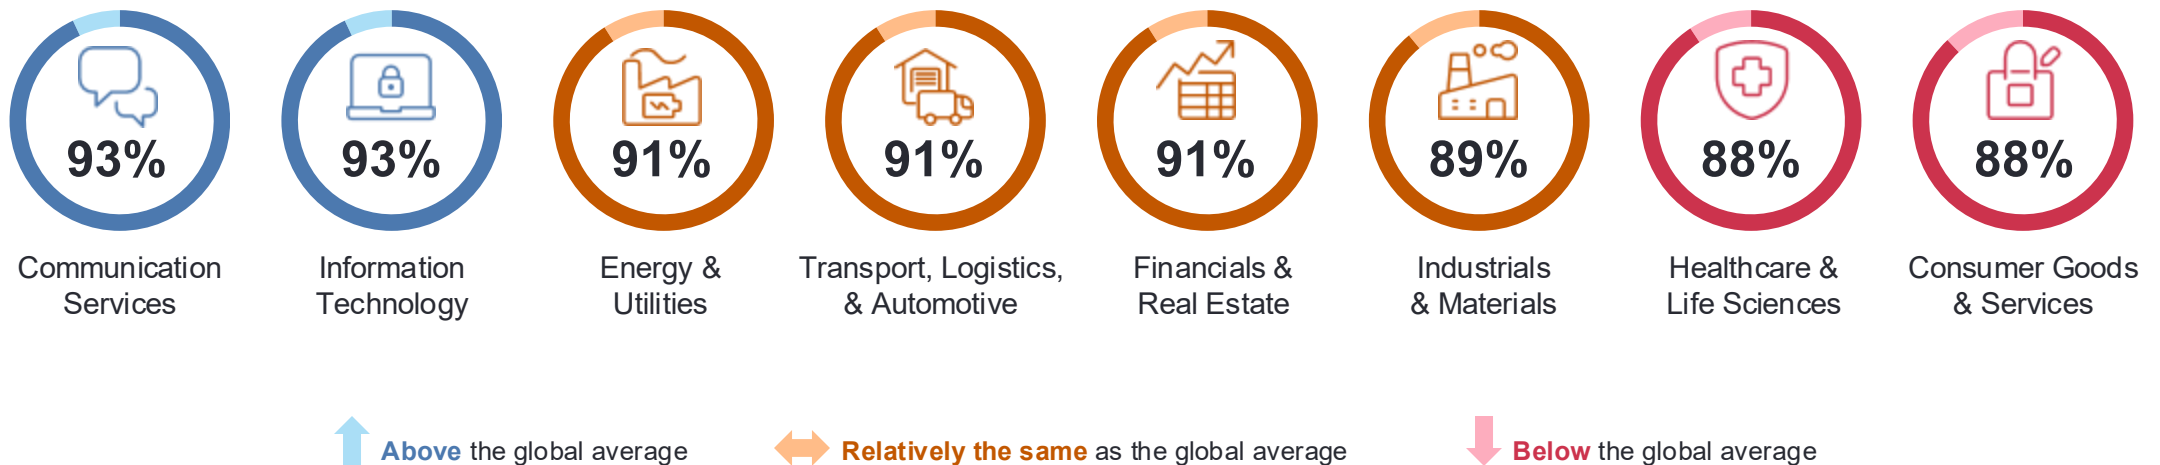 93%
93%
91%
91%
91%
89%
88%
88%
Communication
Services
Information
Technology
Energy &
Utilities
Transport, Logistics,
& Automotive
Financials &
Real Estate
Industrials
& Materials
Healthcare &
Life Sciences
Consumer Goods
& Services
Above the global average
Relatively the same as the global average
Below the global average